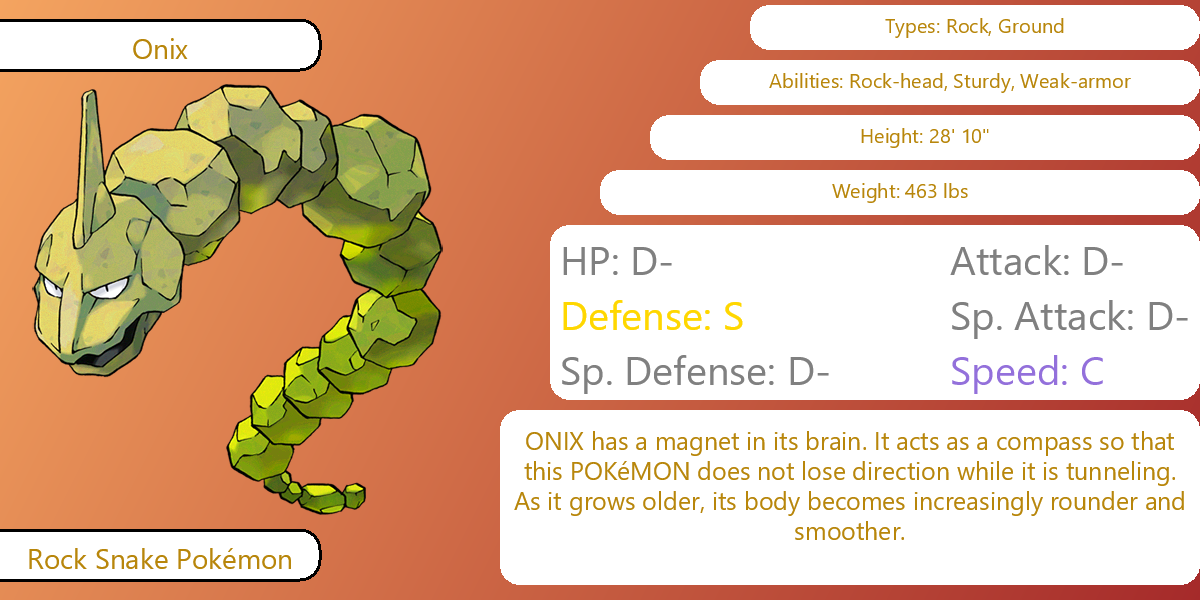 Onix
Types: Rock, Ground
Abilities: Rock-head, Sturdy, Weak-armor
Height: 28' 10"
Weight: 463 lbs
HP: D-
Attack: D-
Defense: S
Sp. Attack: D-
Sp. Defense: D-
Speed: C
ONIX has a magnet in its brain. It acts as a compass so that
this POKéMON does not lose direction while it is tunneling.
As it grows older, its body becomes increasingly rounder and
smoother.
Rock Snake Pokémon